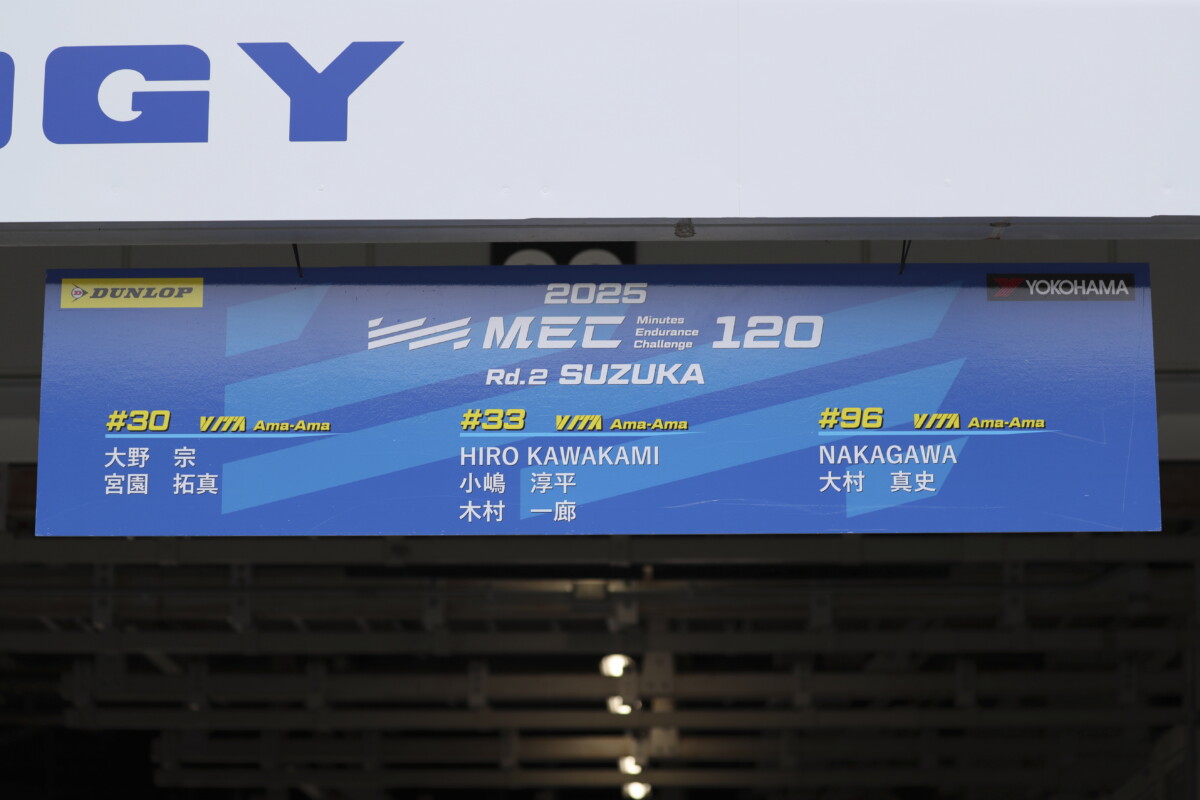 OGY
DUNLOP
2025
YOKOHAMA
MEC Minutes Endurance Challenge 120
Rd.2 SUZUKA
#30 VITA Ama-Ama
大野　宗
宮園　拓真
#33 VITA Ama-Ama
HIRO KAWAKAMI
小嶋　淳平
木村　一廊
#96 VITA Ama-Ama
NAKAGAWA
大村　真史